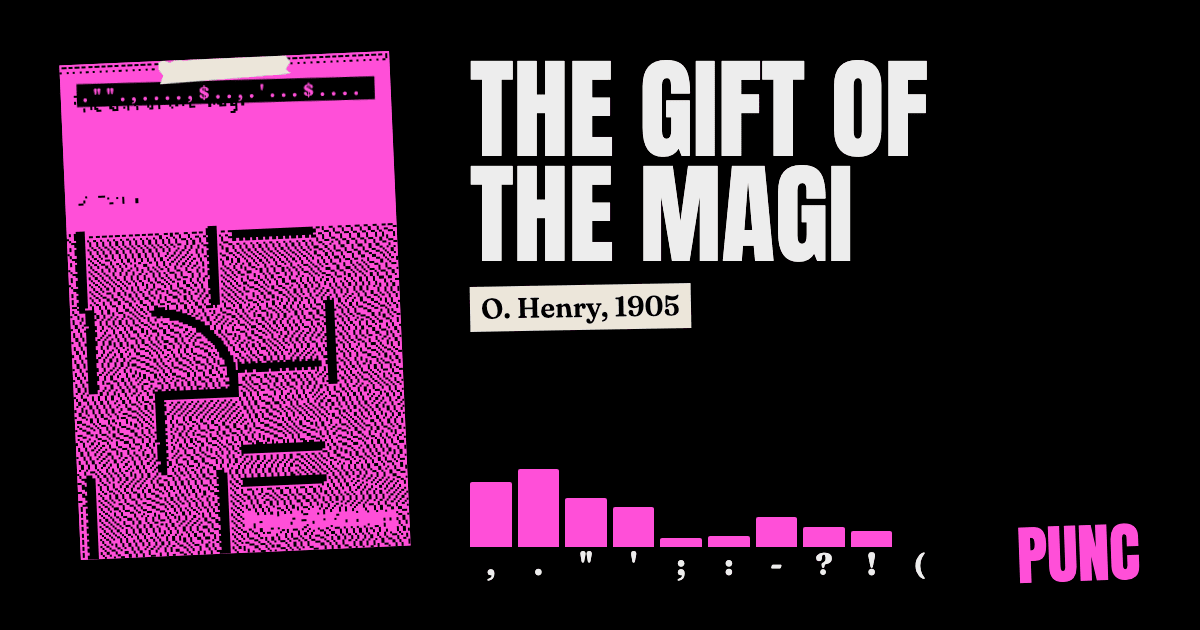 ."".,....,$..,.'...$....
THE GIFT OF
THE MAGI
O. Henry, 1905
, . " ' ; : - ? ! (
PUNC